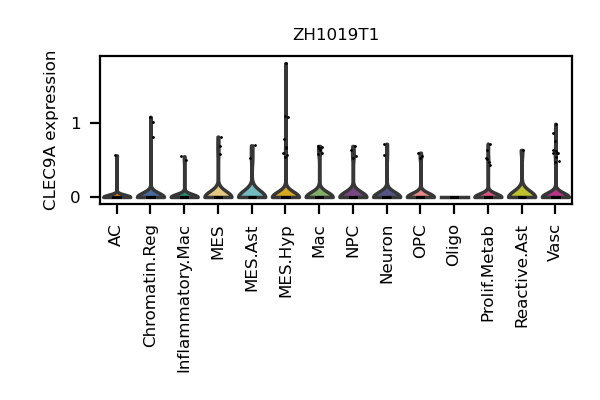 ZH1019T1
CLEC9A expression
1
0
AC
Chromatin.Reg
Inflammatory.Mac
MES
MES.Ast
MES.Hyp
Mac
NPC
Neuron
OPC
Oligo
Prolif.Metab
Reactive.Ast
Vasc